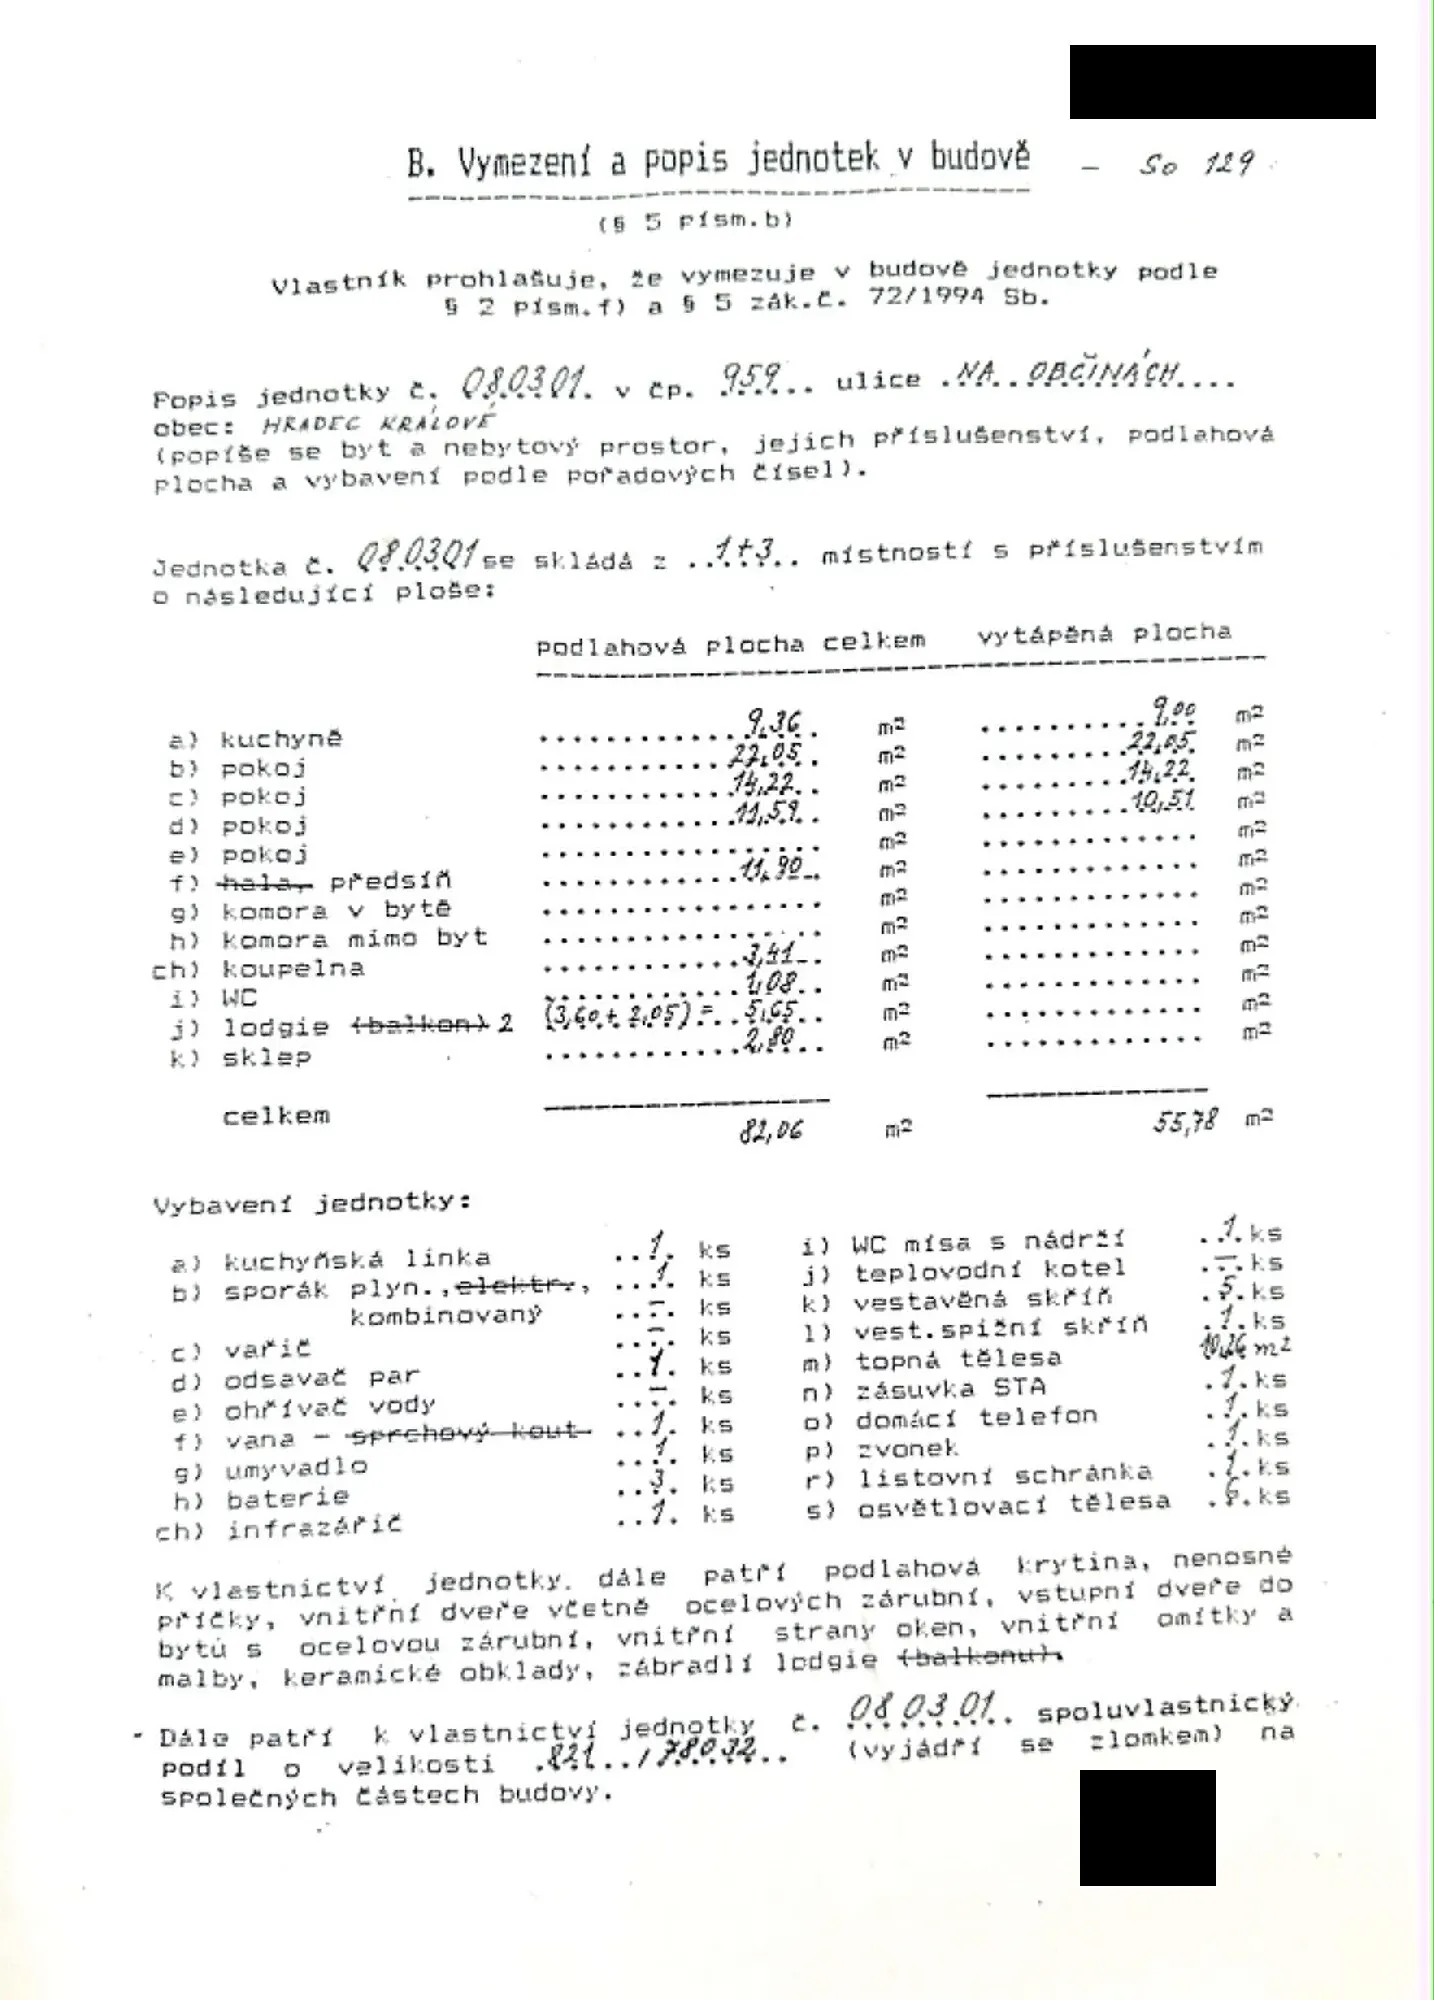 B. Vymezení a popis jednotek v budově - So 129
(§ 5 písm.b)
Vlastník prohlašuje, že vymezuje v budově jednotky podle
§ 2 písm.f) a § 5 zák.č. 72/1994 Sb.
Popis jednotky č. 08.03.01. v čp. 959 ulice NA OBČINÁCH
obec: HRADEC KRÁLOVÉ
(popíše se byt a nebytový prostor, jejich příslušenství, podlahová
plocha a vybavení podle pořadových čísel).
Jednotka č. 08.03.01 se skládá z 1+3 místností s příslušenstvím
o následující ploše:
podlahová plocha celkem vytápěná plocha
a) kuchyně 9,36 m2 9,00 m2
b) pokoj 22,05 m2 22,05 m2
c) pokoj 14,22 m2 14,22 m2
d) pokoj 11,59 m2 10,51 m2
e) pokoj m2 m2
f) hala, předsíň 11,90 m2 m2
g) komora v bytě m2 m2
h) komora mimo byt m2 m2
ch) koupelna 3,41 m2 m2
i) WC 1,08 m2 m2
j) lodgie (balkon) 2 (3,60+2,05)= 5,65 m2 m2
k) sklep 2,80 m2 m2
celkem 82,06 m2 55,78 m2
Vybavení jednotky:
a) kuchyňská linka 1 ks i) WC mísa s nádrží 1 ks
b) sporák plyn.,elektr., 1 ks j) teplovodní kotel - ks
kombinovaný - ks k) vestavěná skříň 5 ks
c) vařič - ks l) vest.spižní skříň 1 ks
d) odsavač par 1 ks m) topná tělesa m2
e) ohřívač vody - ks n) zásuvka STA 1 ks
f) vana - sprchový kout 1 ks o) domácí telefon 1 ks
g) umyvadlo 1 ks p) zvonek 1 ks
h) baterie 3 ks r) listovní schránka 1 ks
ch) infrazářič 1 ks s) osvětlovací tělesa ks
K vlastnictví jednotky dále patří podlahová krytina, nenosné
příčky, vnitřní dveře včetně ocelových zárubní, vstupní dveře do
bytů s ocelovou zárubní, vnitřní strany oken, vnitřní omítky a
malby, keramické obklady, zábradlí lodgie (balkonu).
Dále patří k vlastnictví jednotky č. 08 03 01 spoluvlastnický
podíl o velikosti 821 / 78032 (vyjádří se zlomkem) na
společných částech budovy.